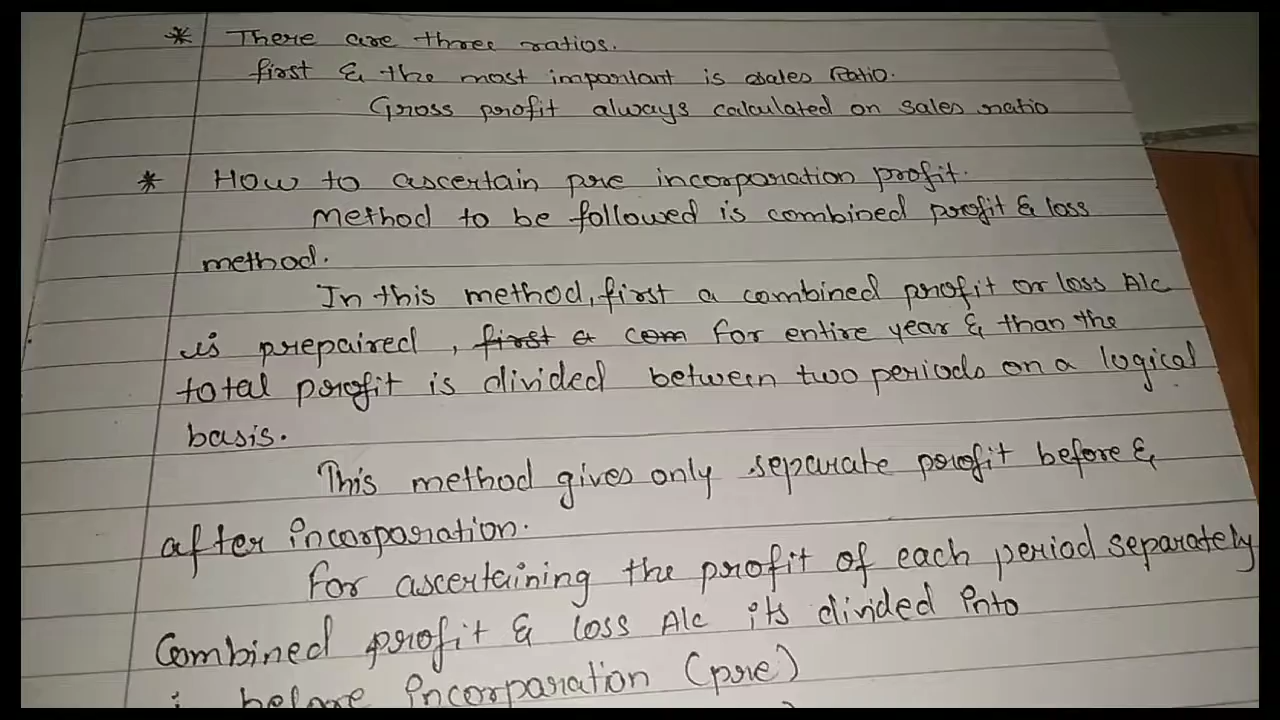 * There are three ratios.
first & the most important is sales Ratio.
Gross profit always calculated on sales ratio
* How to ascertain pre incorporation profit.
method to be followed is combined profit & loss
method.
In this method, first a combined profit or loss A/c
is prepaired, first & com for entire year & than the
total profit is divided between two periods on a logical
basis.
This method gives only separate profit before &
after incorporation.
for ascertaining the profit of each period separately
Combined profit & loss A/c its divided into
i before incorporation (pre)